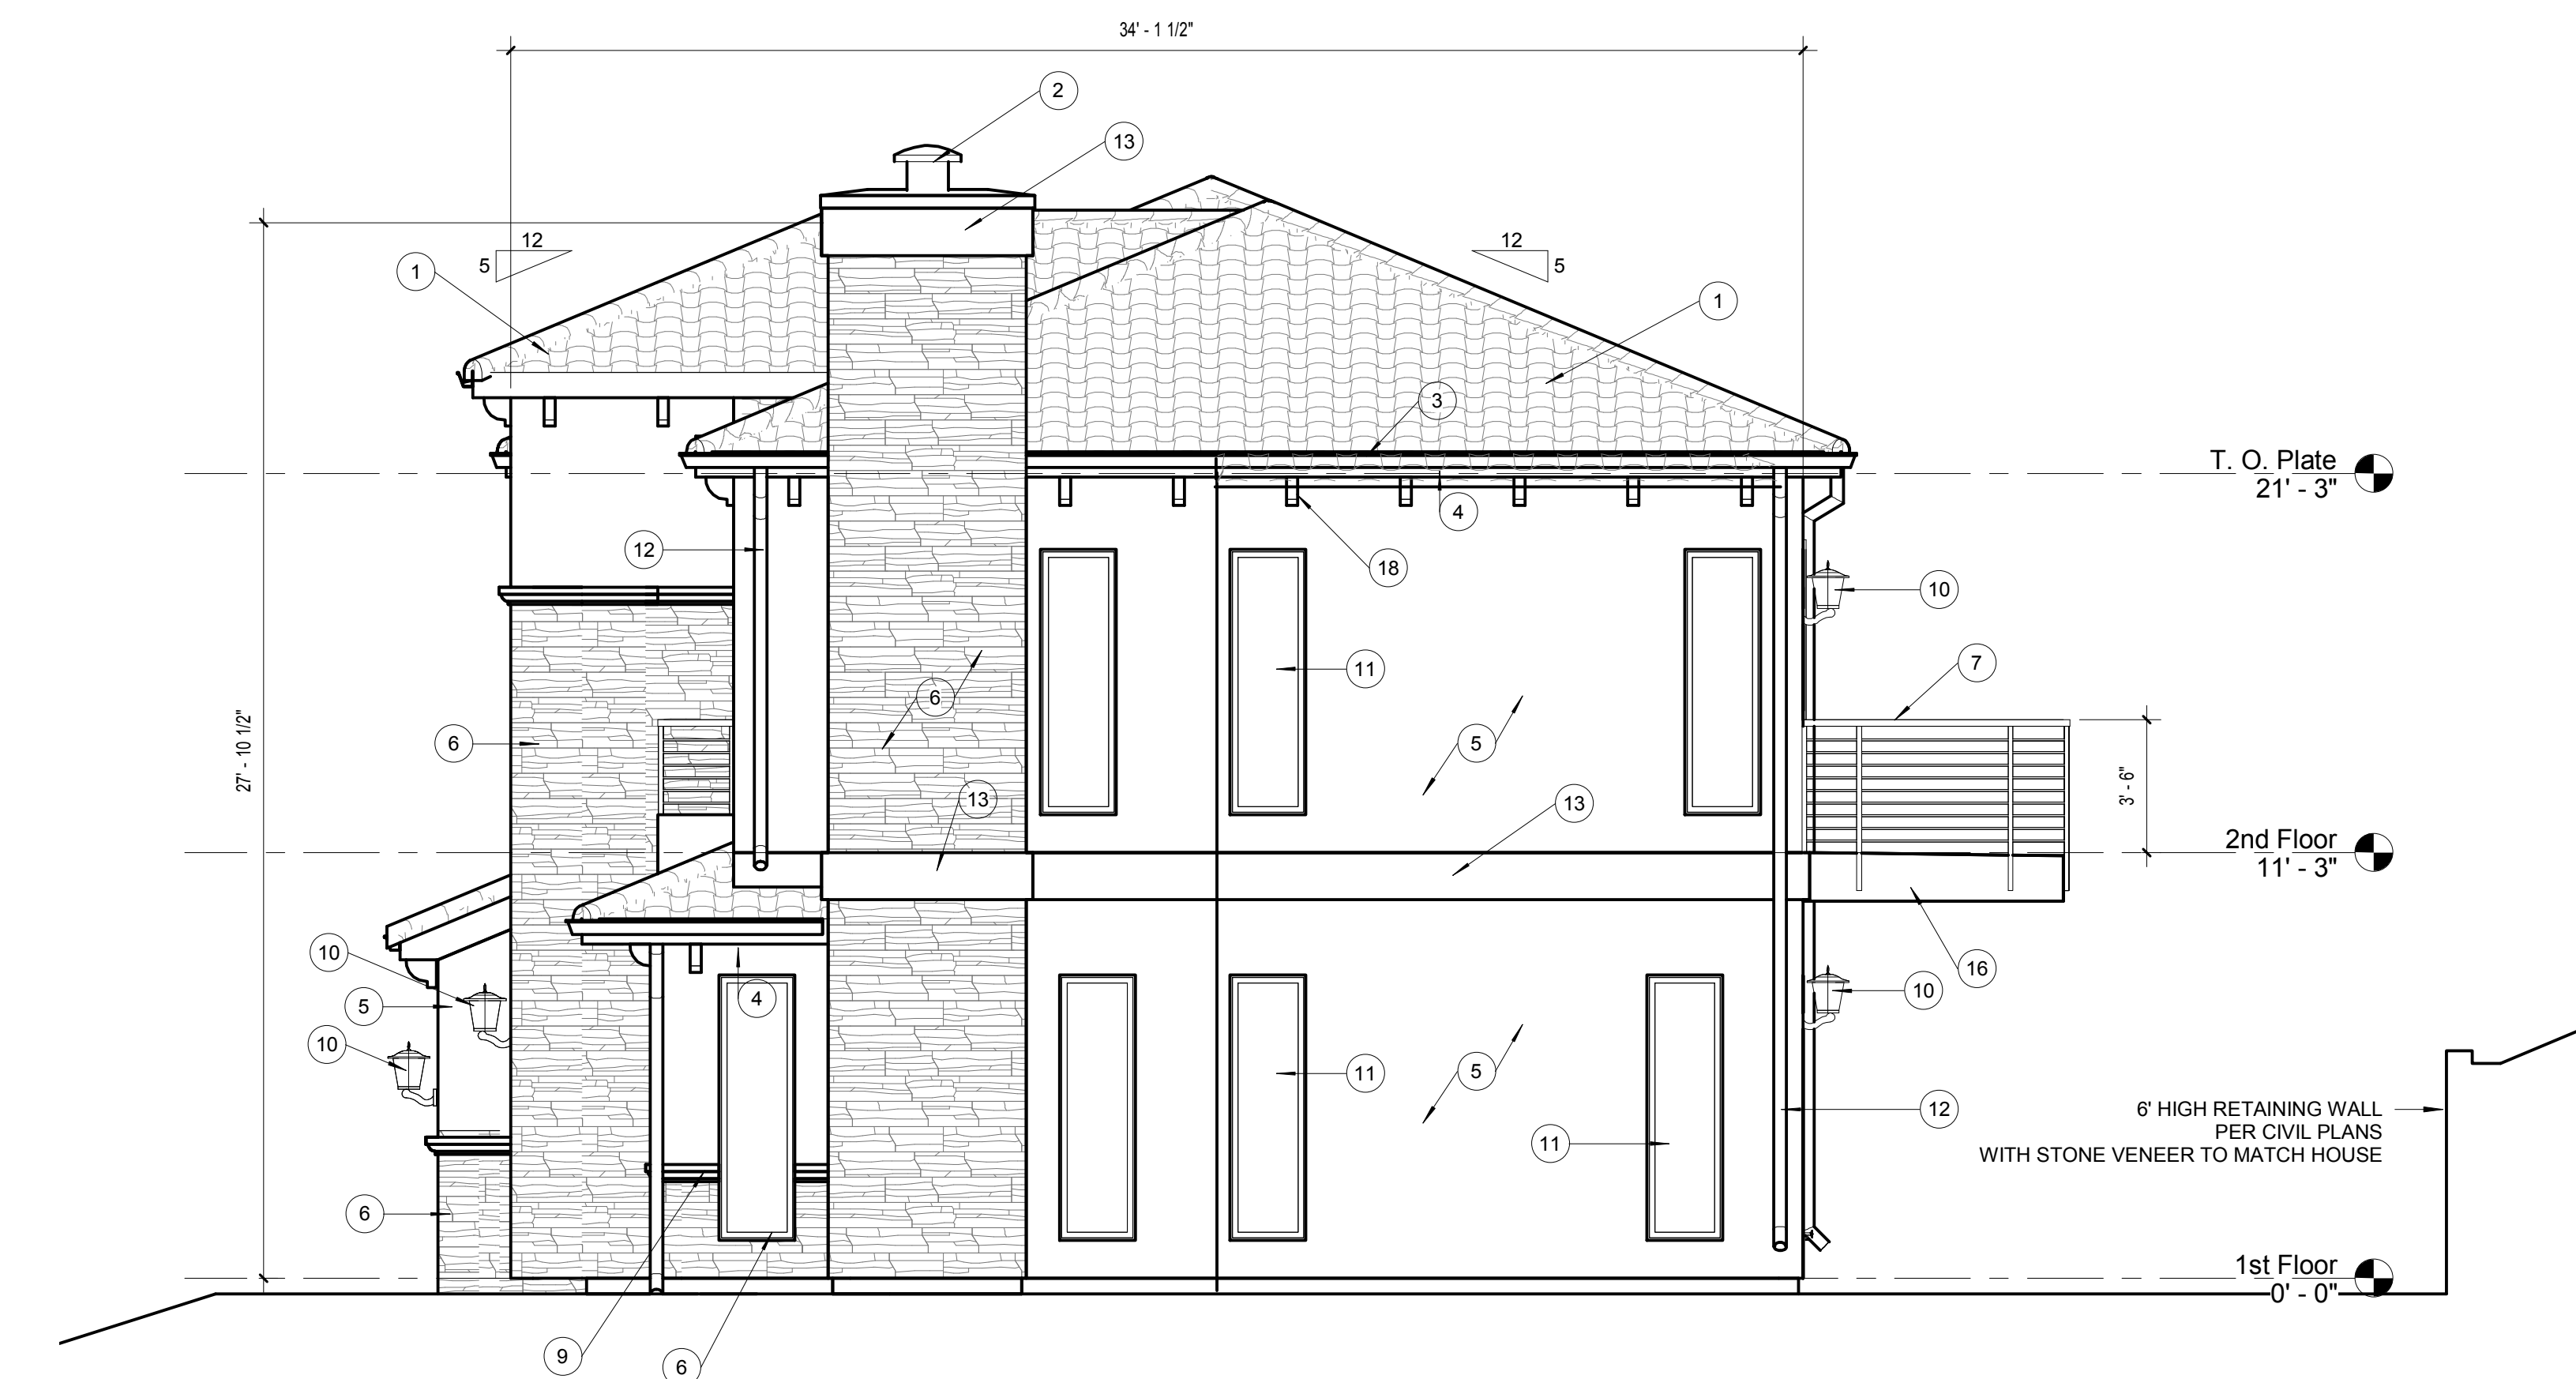 34' - 1 1/2"
2
13
12
5
12
5
1
1
3
T. O. Plate
21' - 3"
4
12
18
10
11
7
6
6
5
27' - 10 1/2"
3' - 6"
13
13
2nd Floor
11' - 3"
10
16
4
5
10
10
11
5
12
6' HIGH RETAINING WALL
PER CIVIL PLANS
WITH STONE VENEER TO MATCH HOUSE
11
6
1st Floor
0' - 0"
9
6